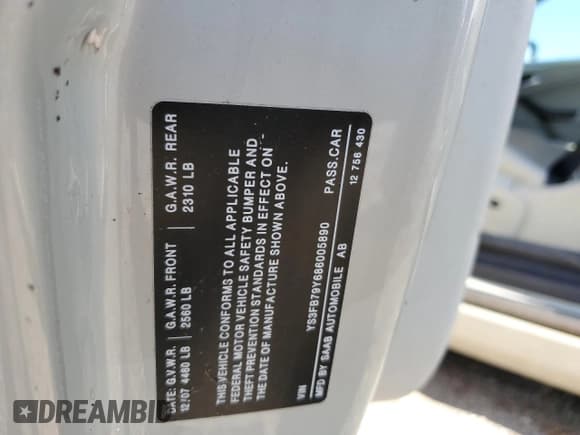 DATE: G.V.W.R. G.A.W.R. FRONT G.A.W.R. REAR
12/07 4480 LB 2560 LB 2310 LB
THIS VEHICLE CONFORMS TO ALL APPLICABLE
FEDERAL MOTOR VEHICLE SAFETY BUMPER AND
THEFT PREVENTION STANDARDS IN EFFECT ON -
THE DATE OF MANUFACTURE SHOWN ABOVE.
VIN YS3FB79Y686005890 PASS.CAR
MFD BY SAAB AUTOMOBILE AB 12 756 430
DREAMBID